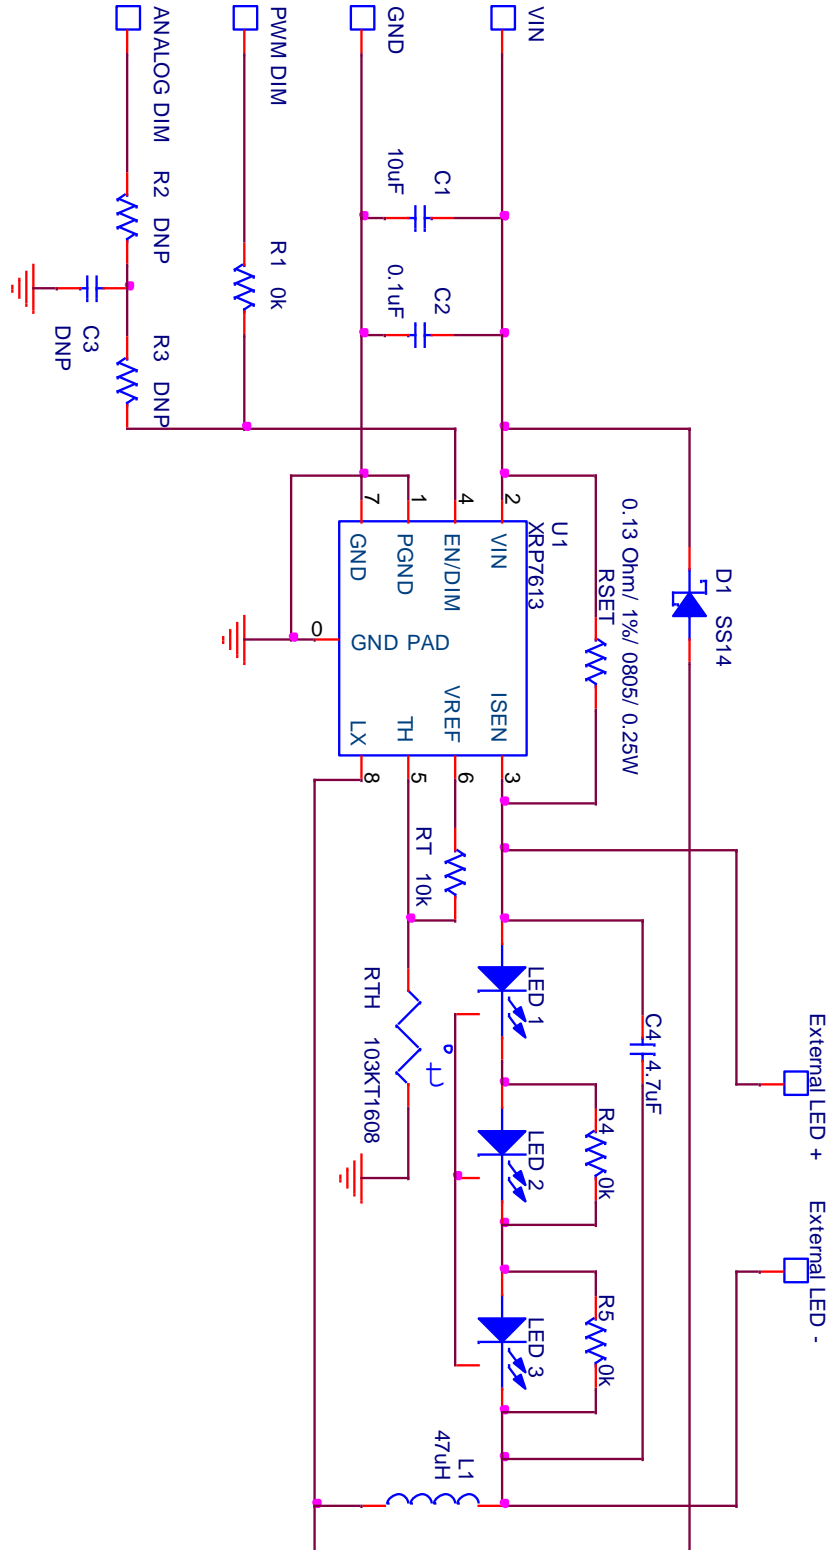 External LED +
External LED -
D1 SS14
0.13 Ohm/ 1%/ 0805/ 0.25W
RSET
C4
4.7uF
R4
0k
R5
0k
VIN
U1
XRP7613
2
VIN
ISEN
3
LED 1
LED 2
LED 3
C1
10uF
C2
0.1uF
4
EN/DIM
VREF
6
RT 10k
L1
47uH
GND
1
PGND
TH
5
7
GND
LX
8
0
GND PAD
RTH 103KT1608
t
PWM DIM
R1 0k
ANALOG DIM
R2 DNP
R3 DNP
C3
DNP